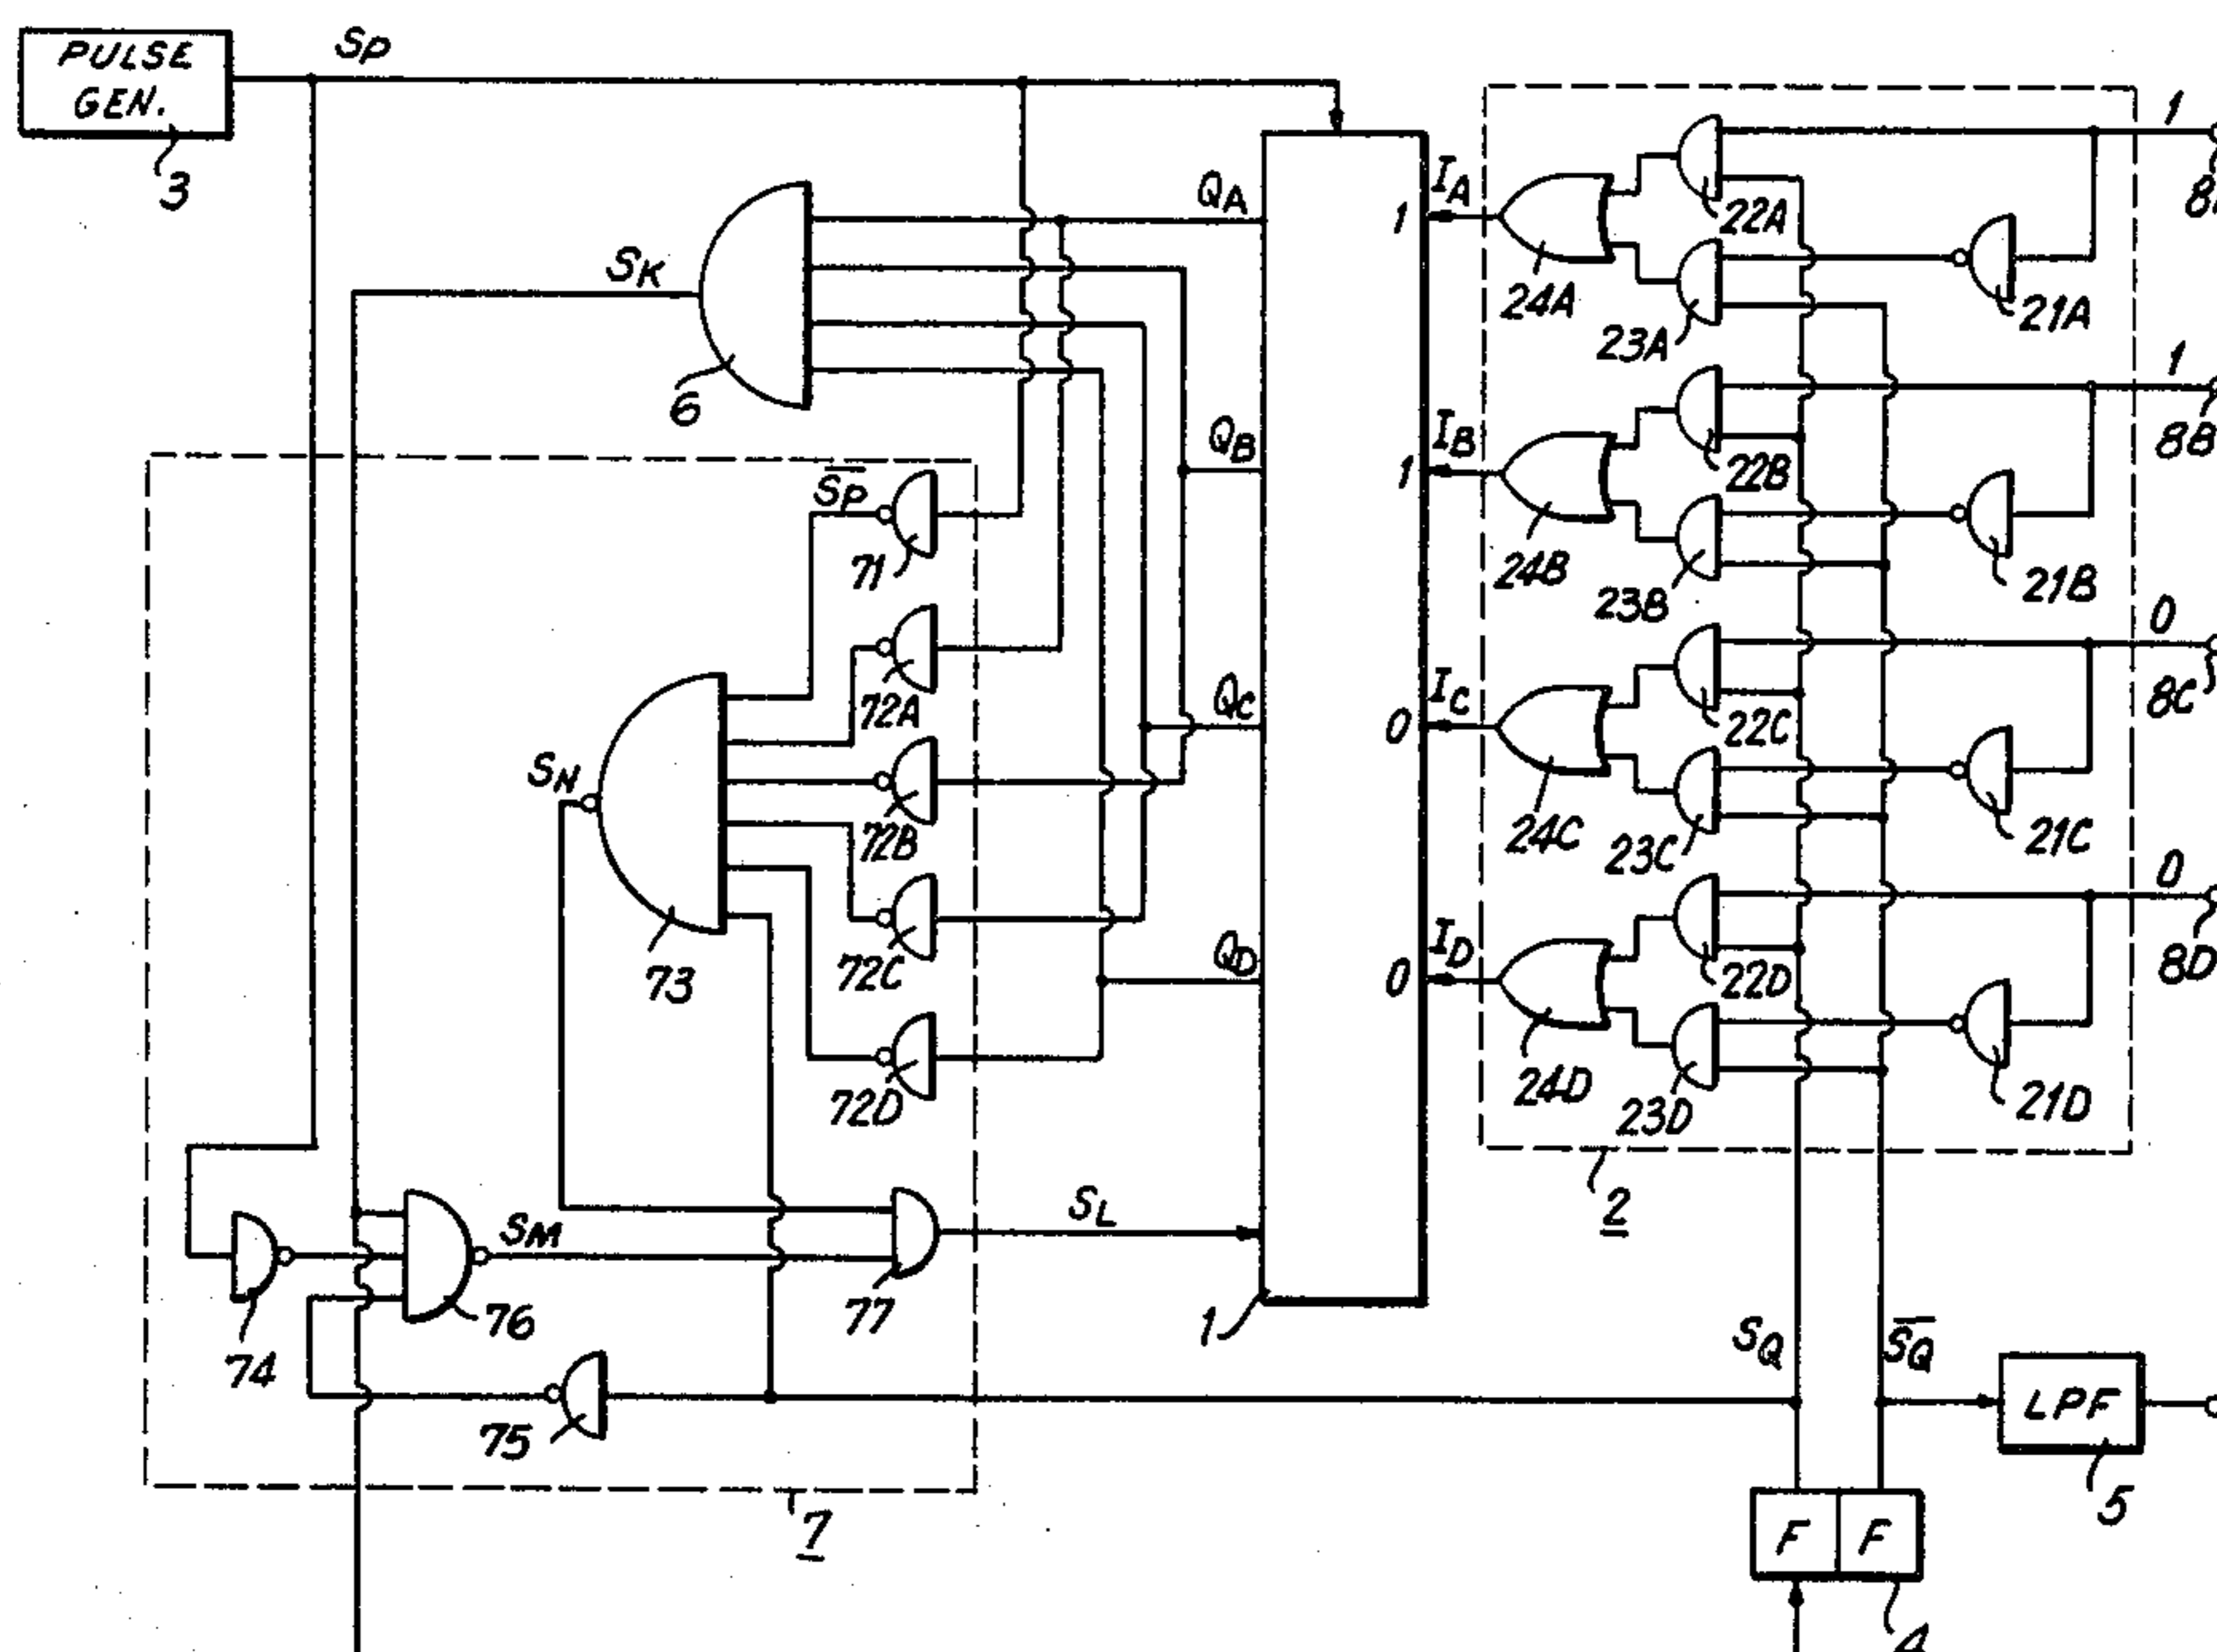 PULSE
GEN.
3
SP
SK
6
QA
QB
QC
QD
IA
1
IB
1
IC
0
ID
0
22A
24A
23A
21A
1
22B
24B
23B
21B
1
8B
22C
24C
23C
21C
0
8C
22D
24D
23D
21D
0
8D
2
SP
71
72A
72B
72C
72D
73
SN
SM
SL
74
75
76
77
7
1
SQ
SQ
LPF
5
F F
4